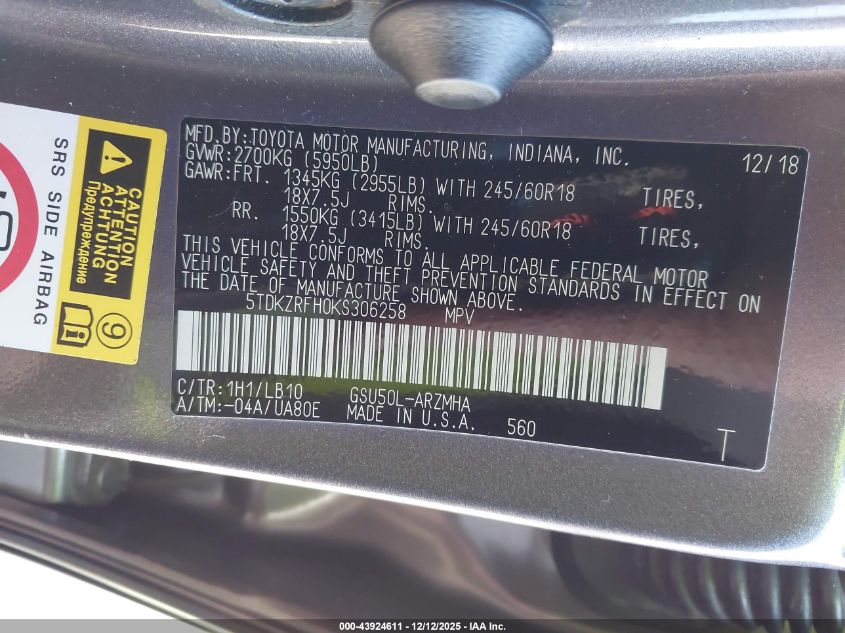 MFD.BY:TOYOTA MOTOR MANUFACTURING, INDIANA, INC. 12/18
GVWR:2700KG (5950LB)
GAWR:FRT. 1345KG (2955LB) WITH 245/60R18 TIRES,
18X7.5J RIMS.
RR. 1550KG (3415LB) WITH 245/60R18 TIRES,
18X7.5J RIMS.
THIS VEHICLE CONFORMS TO ALL APPLICABLE FEDERAL MOTOR
VEHICLE SAFETY AND THEFT PREVENTION STANDARDS IN EFFECT ON
THE DATE OF MANUFACTURE SHOWN ABOVE.
5TDKZRFH0KS306258 MPV
C/TR:1H1/LB10 GSU50L-ARZMHA
A/TM:-04A/UA80E MADE IN U.S.A. 560
T
SRS SIDE AIRBAG
CAUTION
ATTENTION
ACHTUNG
Предупреждение
9
000-43924611 - 12/12/2025 - IAA Inc.